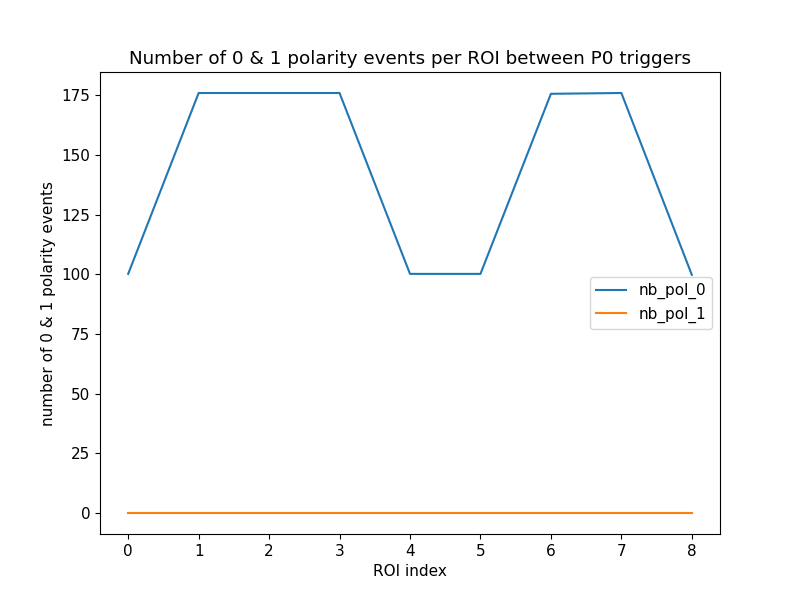 Number of 0 & 1 polarity events per ROI between P0 triggers
175
150
125
100
75
50
25
0
number of 0 & 1 polarity events
nb_pol_0
nb_pol_1
0 1 2 3 4 5 6 7 8
ROI index